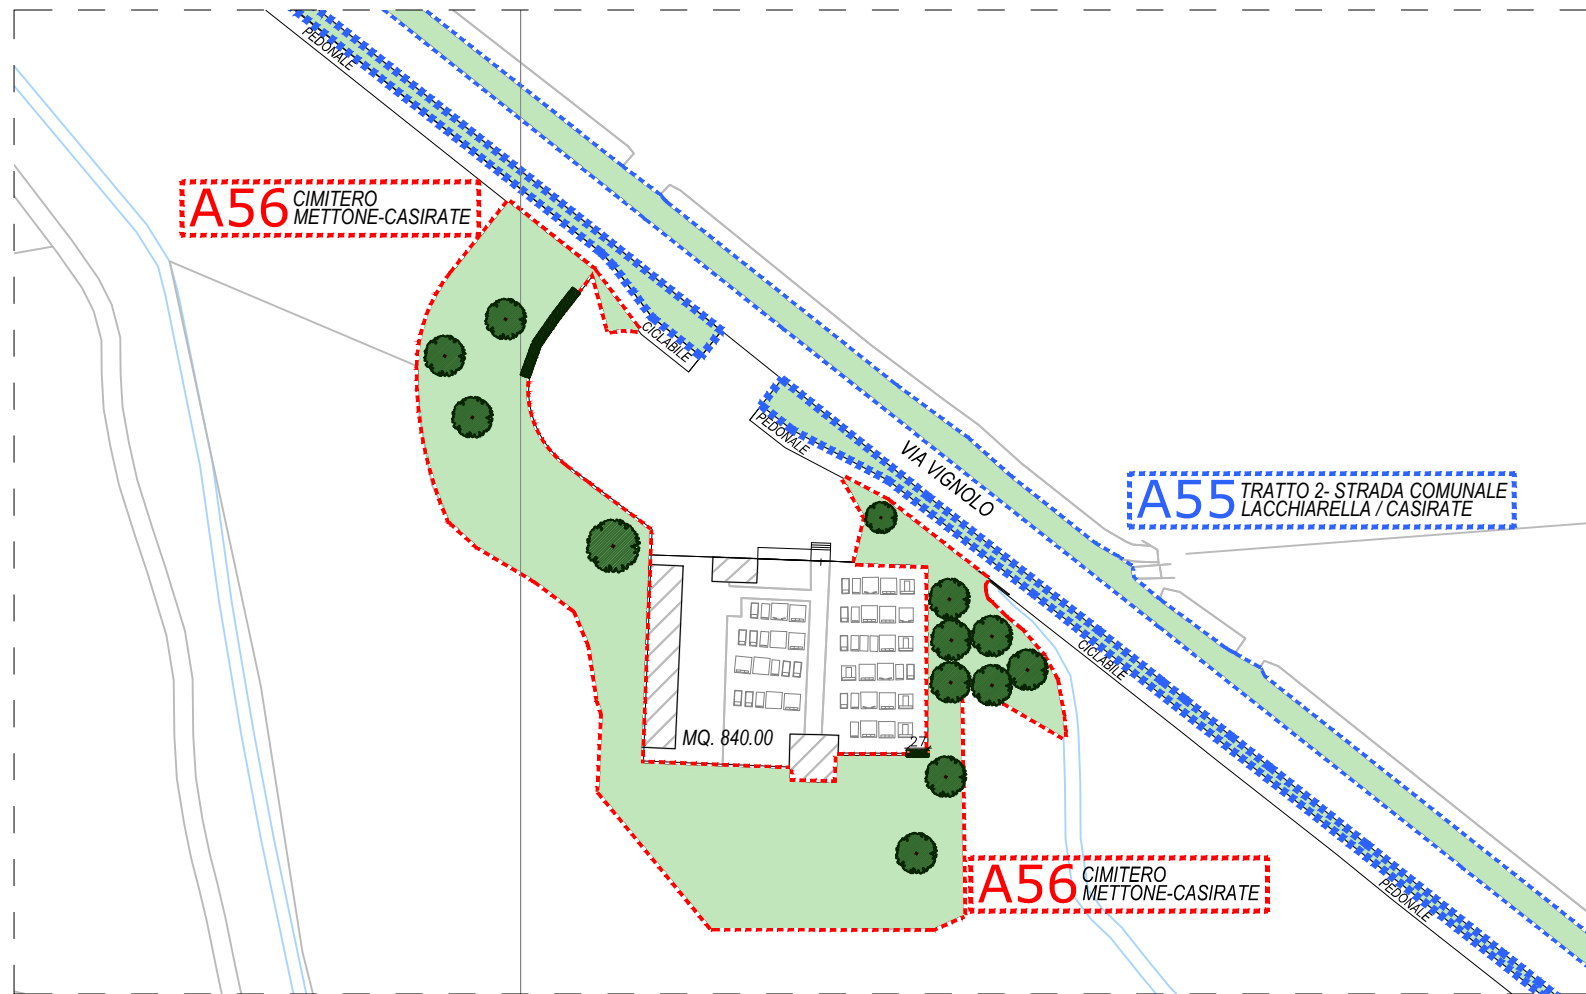 PEDONALE
A56 CIMITERO
METTONE-CASIRATE
CICLABILE
PEDONALE
VIA VIGNOLO
A55 TRATTO 2- STRADA COMUNALE
LACCHIARELLA / CASIRATE
CICLABILE
MQ. 840.00
27
A56 CIMITERO
METTONE-CASIRATE
PEDONALE